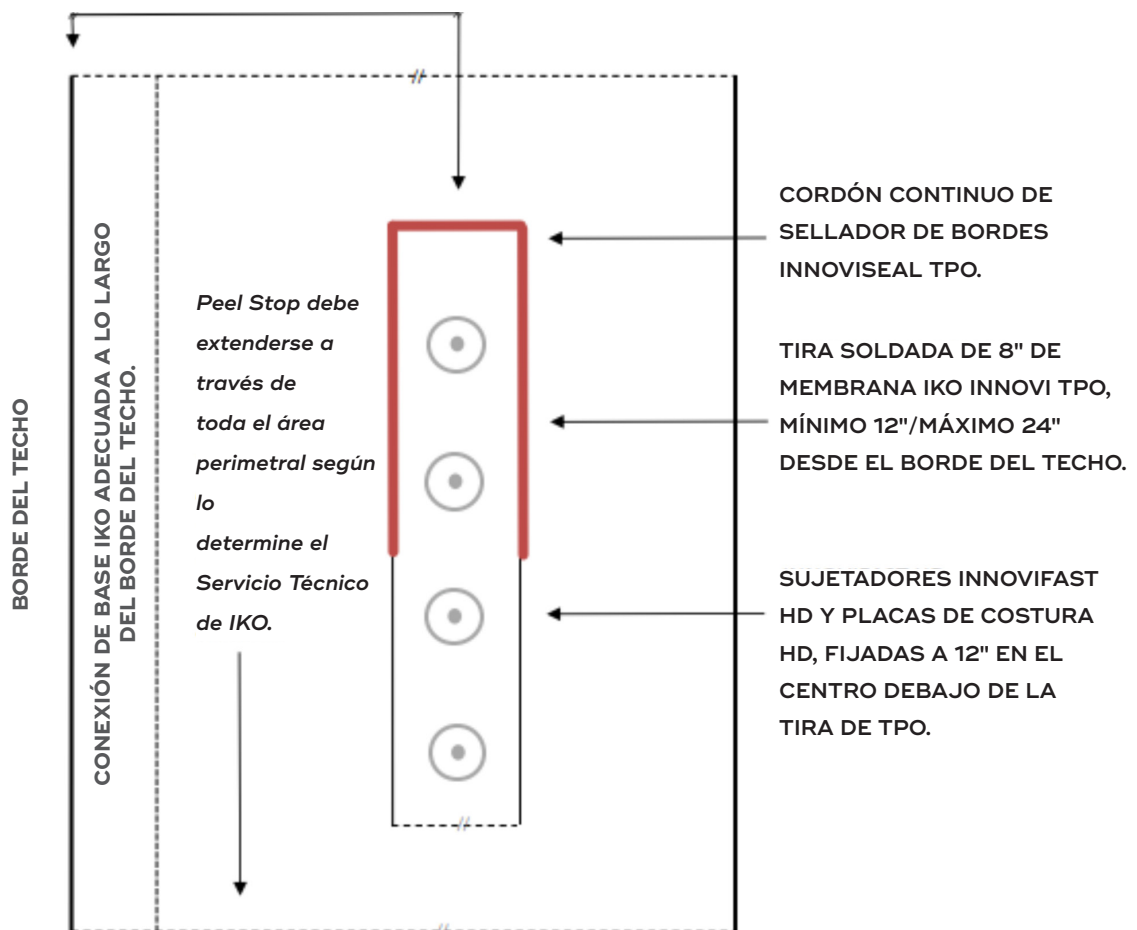 BORDE DEL TECHO
CONEXIÓN DE BASE IKO ADECUADA A LO LARGO
DEL BORDE DEL TECHO.
Peel Stop debe
extenderse a
través de
toda el área
perimetral según
lo
determine el
Servicio Técnico
de IKO.
CORDÓN CONTINUO DE
SELLADOR DE BORDES
INNOVISEAL TPO.
TIRA SOLDADA DE 8" DE
MEMBRANA IKO INNOVI TPO,
MÍNIMO 12"/MÁXIMO 24"
DESDE EL BORDE DEL TECHO.
SUJETADORES INNOVIFAST
HD Y PLACAS DE COSTURA
HD, FIJADAS A 12" EN EL
CENTRO DEBAJO DE LA
TIRA DE TPO.